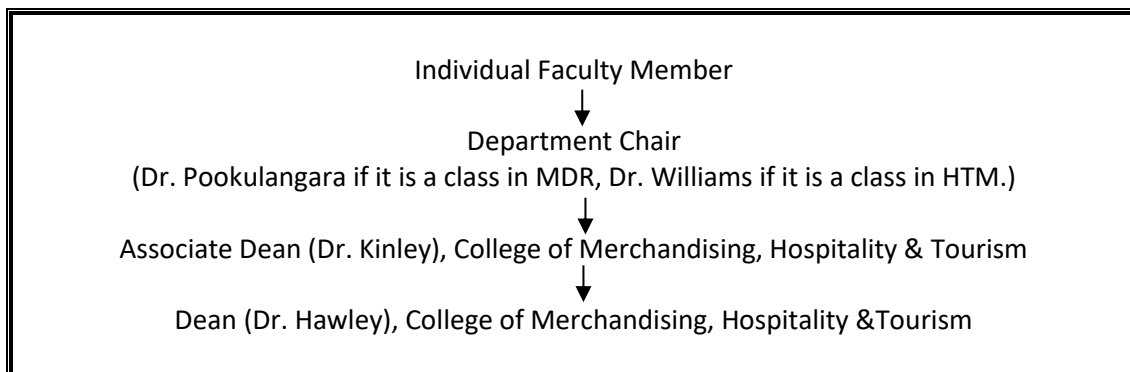 Individual Faculty Member
Department Chair
(Dr. Pookulangara if it is a class in MDR, Dr. Williams if it is a class in HTM.)
Associate Dean (Dr. Kinley), College of Merchandising, Hospitality & Tourism
Dean (Dr. Hawley), College of Merchandising, Hospitality &Tourism